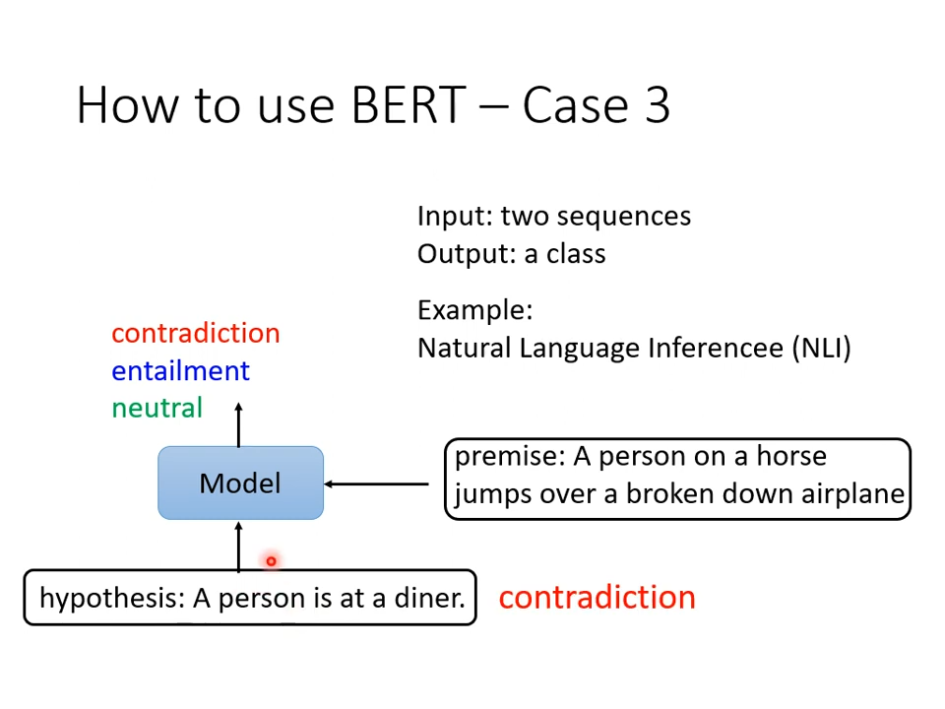 How to use BERT – Case 3
Input: two sequences
Output: a class
Example:
Natural Language Inferencee (NLI)
contradiction
entailment
neutral
Model
premise: A person on a horse
jumps over a broken down airplane
hypothesis: A person is at a diner.
contradiction